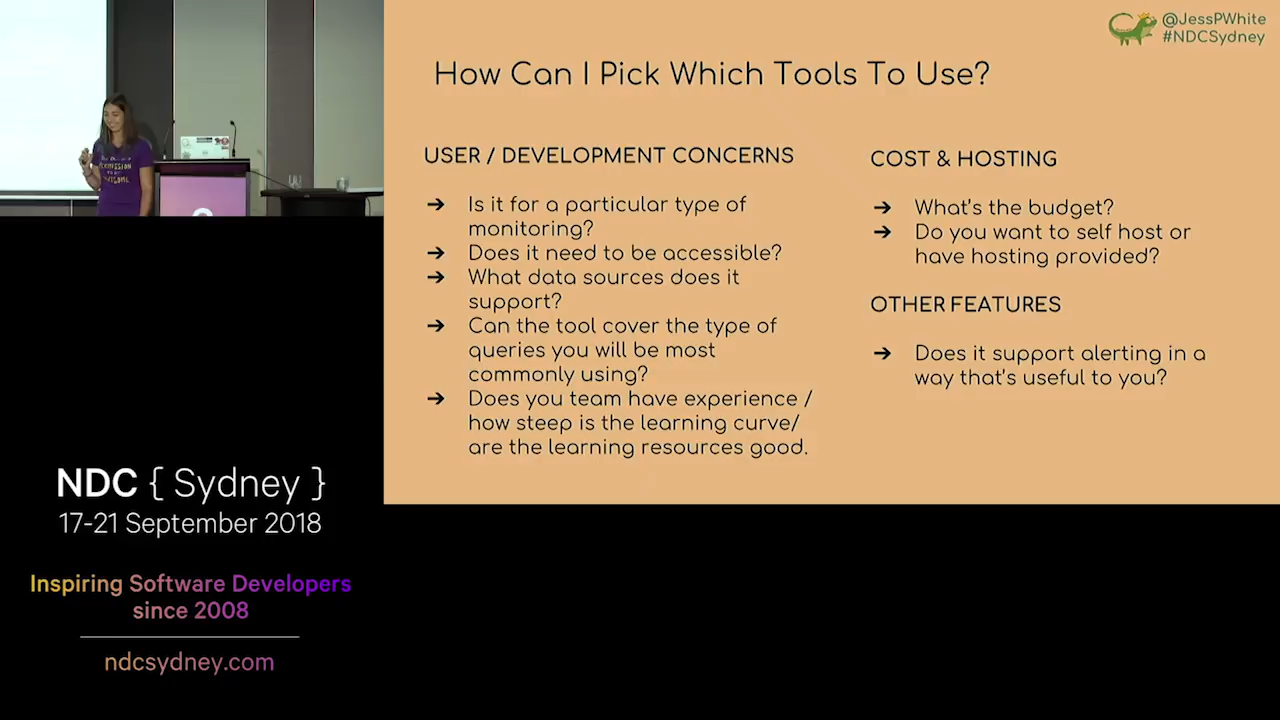 @JessPWhite
#NDCSydney
How Can I Pick Which Tools To Use?
USER / DEVELOPMENT CONCERNS
➔ Is it for a particular type of
monitoring?
➔ Does it need to be accessible?
➔ What data sources does it
support?
➔ Can the tool cover the type of
queries you will be most
commonly using?
➔ Does you team have experience /
how steep is the learning curve/
are the learning resources good.
COST & HOSTING
➔ What's the budget?
➔ Do you want to self host or
have hosting provided?
OTHER FEATURES
➔ Does it support alerting in a
way that's useful to you?
NDC { Sydney }
17-21 September 2018
Inspiring Software Developers
since 2008
ndcsydney.com